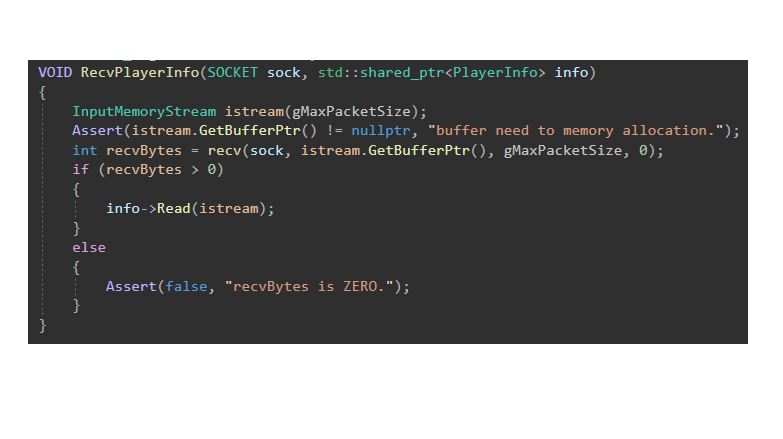 VOID RecvPlayerInfo(SOCKET sock, std::shared_ptr<PlayerInfo> info)
{
InputMemoryStream istream(gMaxPacketSize);
Assert(istream.GetBufferPtr() != nullptr, "buffer need to memory allocation.");
int recvBytes = recv(sock, istream.GetBufferPtr(), gMaxPacketSize, 0);
if (recvBytes > 0)
{
info->Read(istream);
}
else
{
Assert(false, "recvBytes is ZERO.");
}
}